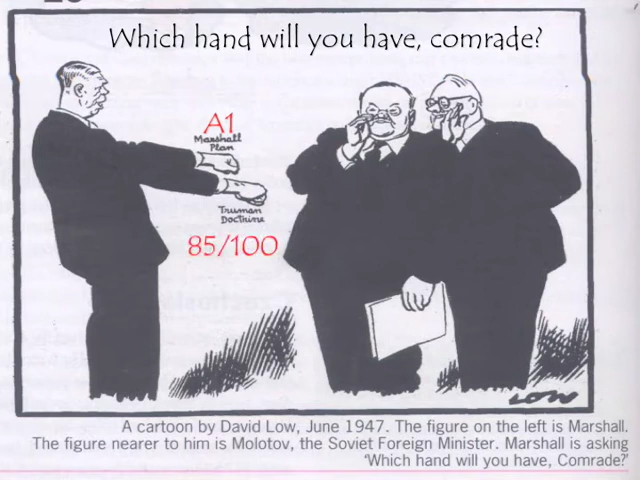 Which hand will you have, comrade?
A1
Marshall
Plan
Truman
Doctrine
85/100
LOW
A cartoon by David Low, June 1947. The figure on the left is Marshall.
The figure nearer to him is Molotov, the Soviet Foreign Minister. Marshall is asking
'Which hand will you have, Comrade?'